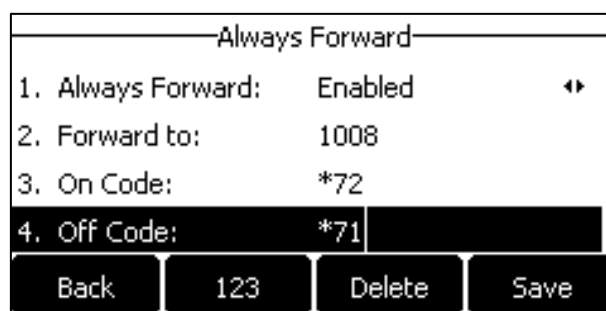 Always Forward
1. Always Forward: Enabled
2. Forward to: 1008
3. On Code: *72
4. Off Code: *71
Back 123 Delete Save